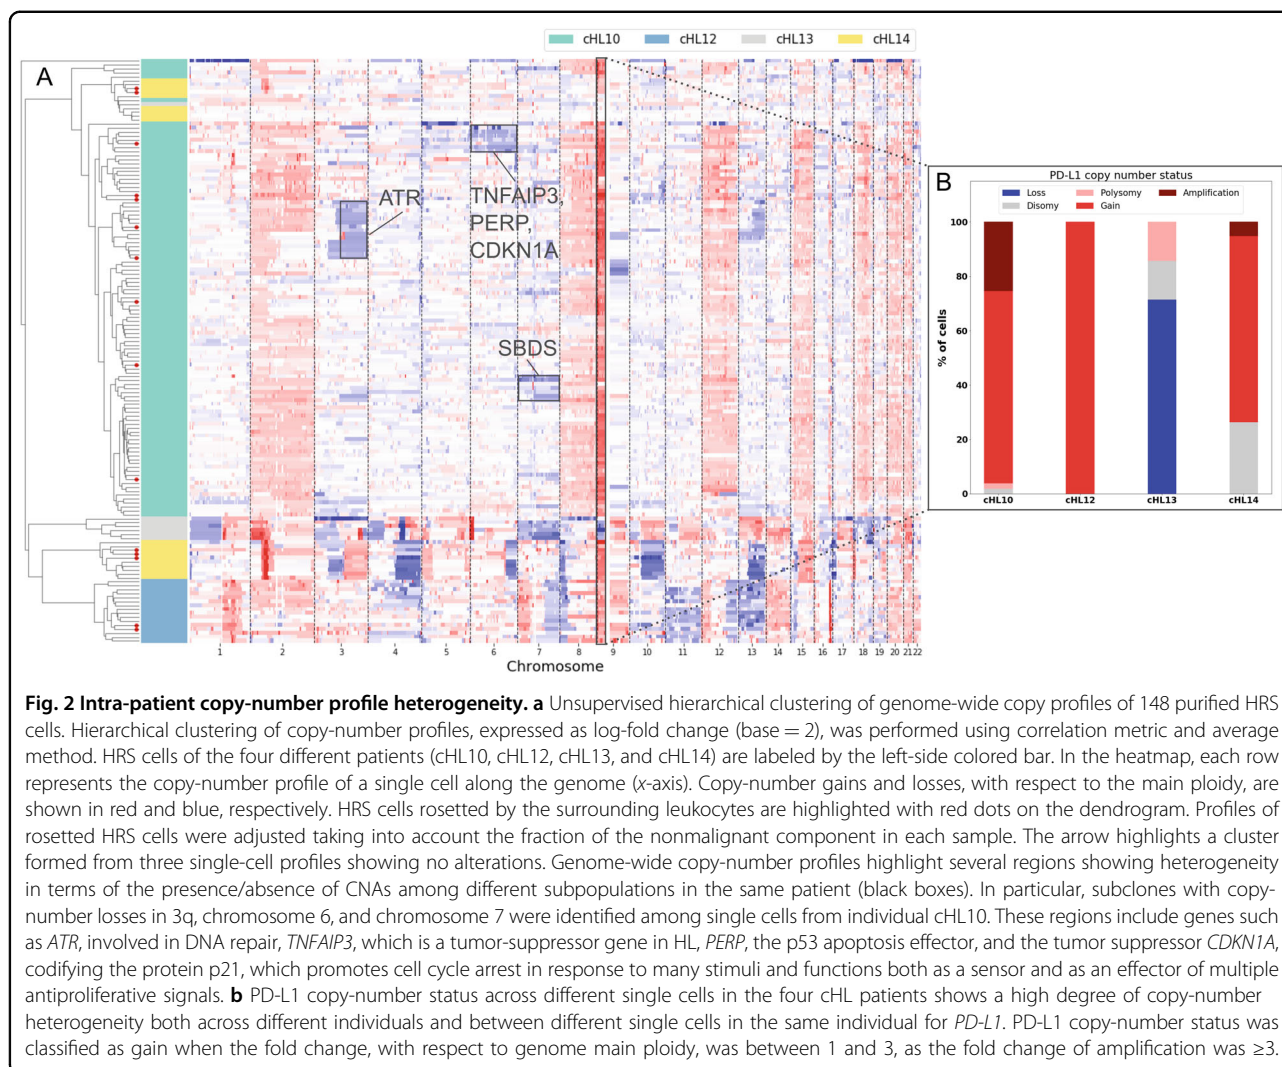 cHL10 cHL12 cHL13 cHL14
A
ATR
TNFAIP3,
PERP,
CDKN1A
SBDS
1 2 3 4 5 6 7 8 9 10 11 12 13 14 15 16 17 18 19 20 21 22
Chromosome
B
PD-L1 copy number status
Loss Polysomy Amplification
Disomy Gain
% of cells
100
80
60
40
20
0
cHL10 cHL12 cHL13 cHL14
Fig. 2 Intra-patient copy-number profile heterogeneity. a Unsupervised hierarchical clustering of genome-wide copy profiles of 148 purified HRS
cells. Hierarchical clustering of copy-number profiles, expressed as log-fold change (base = 2), was performed using correlation metric and average
method. HRS cells of the four different patients (cHL10, cHL12, cHL13, and cHL14) are labeled by the left-side colored bar. In the heatmap, each row
represents the copy-number profile of a single cell along the genome (x-axis). Copy-number gains and losses, with respect to the main ploidy, are
shown in red and blue, respectively. HRS cells rosetted by the surrounding leukocytes are highlighted with red dots on the dendrogram. Profiles of
rosetted HRS cells were adjusted taking into account the fraction of the nonmalignant component in each sample. The arrow highlights a cluster
formed from three single-cell profiles showing no alterations. Genome-wide copy-number profiles highlight several regions showing heterogeneity
in terms of the presence/absence of CNAs among different subpopulations in the same patient (black boxes). In particular, subclones with copy-
number losses in 3q, chromosome 6, and chromosome 7 were identified among single cells from individual cHL10. These regions include genes such
as ATR, involved in DNA repair, TNFAIP3, which is a tumor-suppressor gene in HL, PERP, the p53 apoptosis effector, and the tumor suppressor CDKN1A,
codifying the protein p21, which promotes cell cycle arrest in response to many stimuli and functions both as a sensor and as an effector of multiple
antiproliferative signals. b PD-L1 copy-number status across different single cells in the four cHL patients shows a high degree of copy-number
heterogeneity both across different individuals and between different single cells in the same individual for PD-L1. PD-L1 copy-number status was
classified as gain when the fold change, with respect to genome main ploidy, was between 1 and 3, as the fold change of amplification was ≥3.